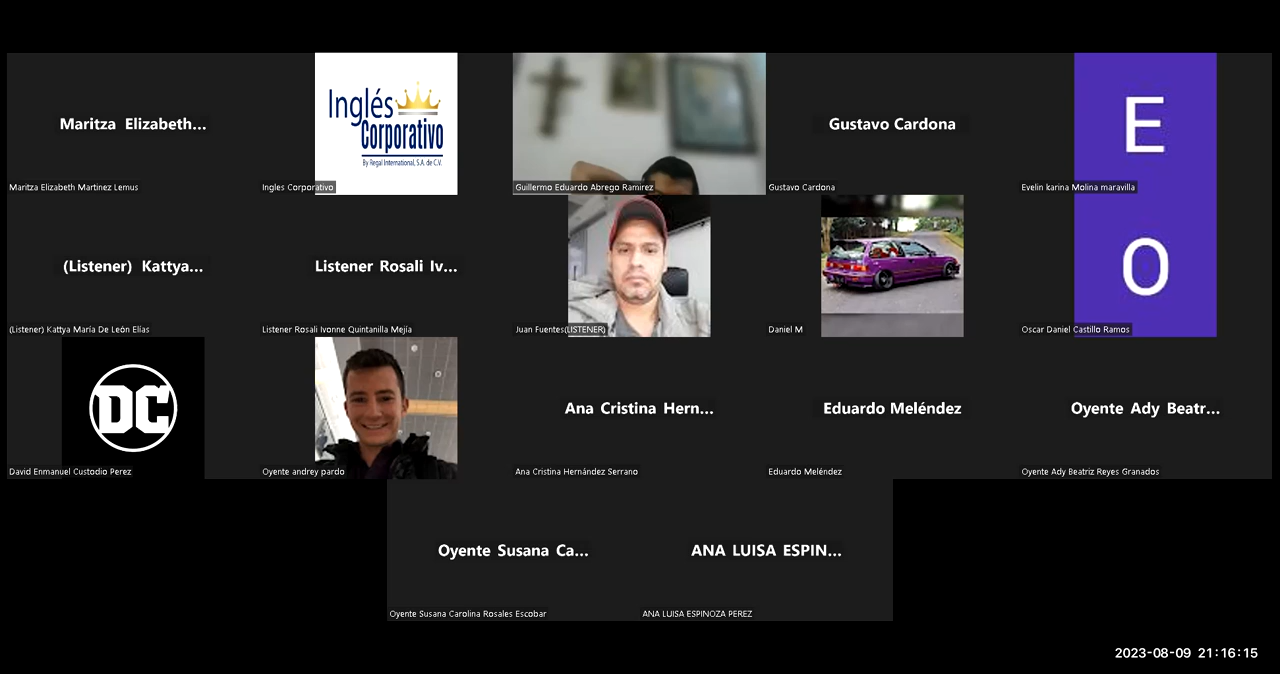 Maritza Elizabeth...
Maritza Elizabeth Martinez Lemus
Inglés
Corporativo
By Regal International, S.A. de C.V.
Ingles Corporativo
Guillermo Eduardo Abrego Ramirez
Gustavo Cardona
Gustavo Cardona
E
Evelin karina Molina maravilla
(Listener) Kattya...
(Listener) Kattya María De León Elías
Listener Rosali Iv...
Listener Rosali Ivonne Quintanilla Mejía
Juan Fuentes(LISTENER)
Daniel M
O
Oscar Daniel Castillo Ramos
DC
David Enmanuel Custodio Perez
Oyente andrey pardo
Ana Cristina Hern...
Ana Cristina Hernández Serrano
Eduardo Meléndez
Eduardo Meléndez
Oyente Ady Beatr...
Oyente Ady Beatriz Reyes Granados
Oyente Susana Ca...
Oyente Susana Carolina Rosales Escobar
ANA LUISA ESPIN...
ANA LUISA ESPINOZA PEREZ
2023-08-09 21:16:15